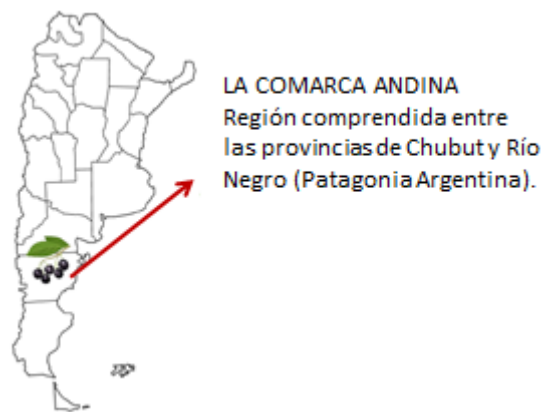 LA COMARCA ANDINA
Región comprendida entre
las provincias de Chubut y Río
Negro (Patagonia Argentina).